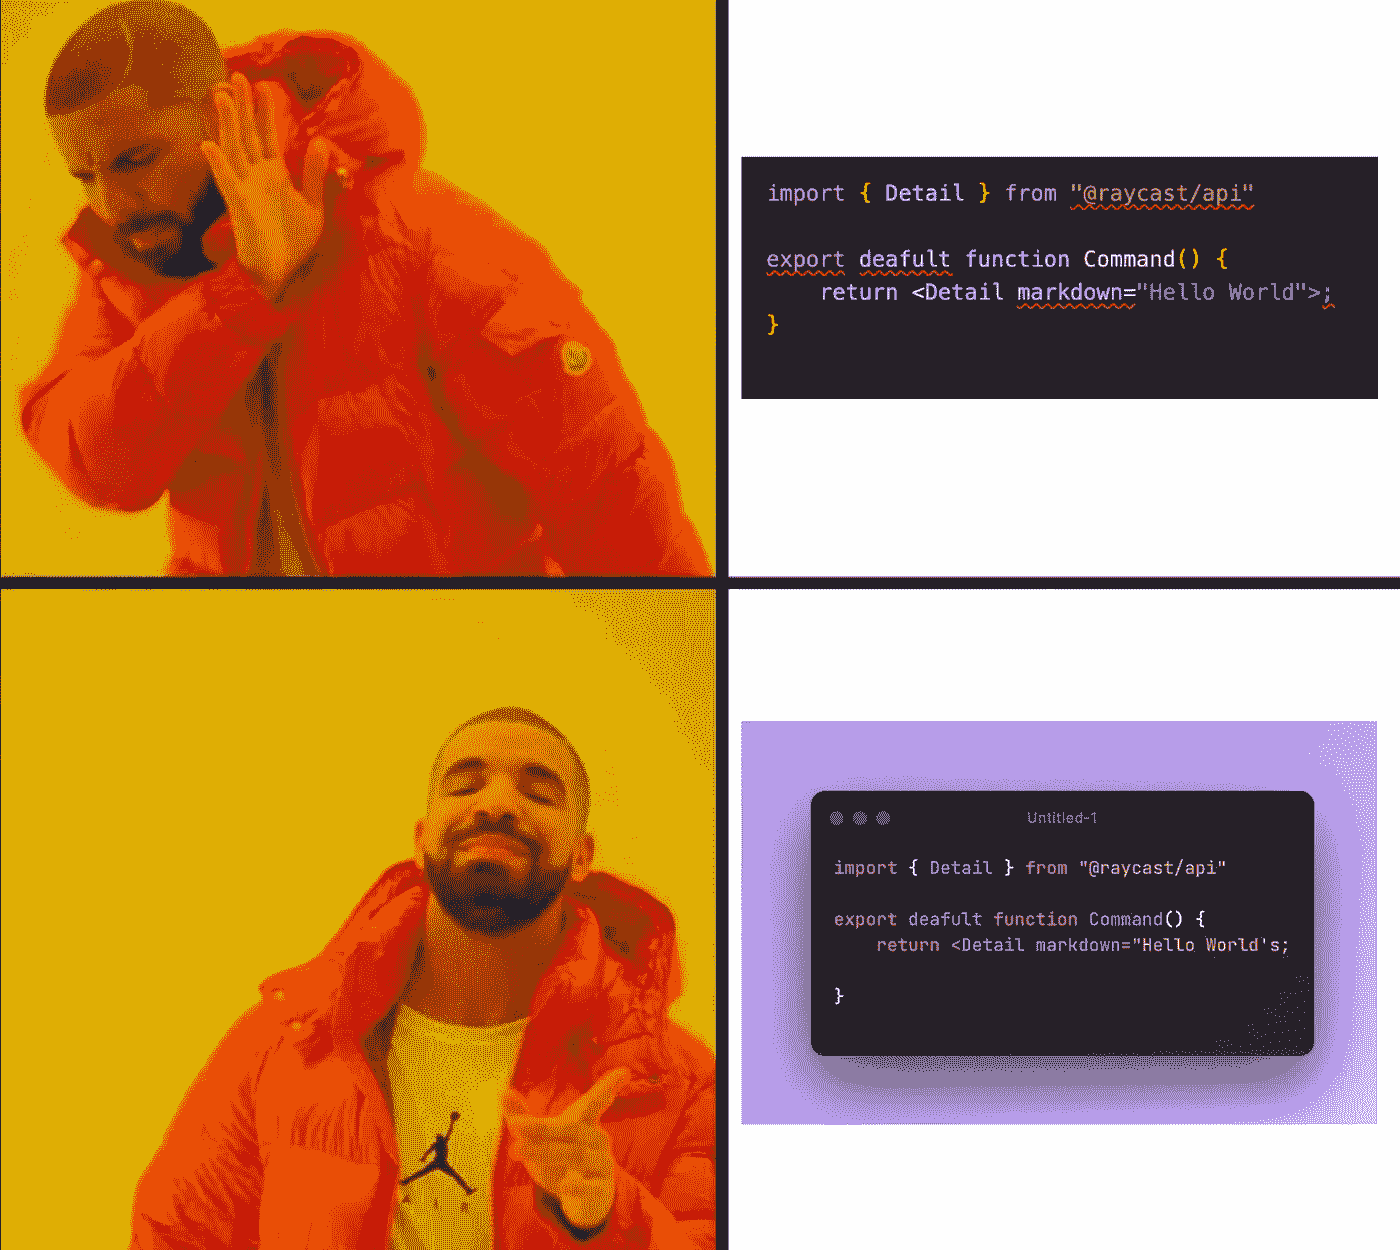 import { Detail } from "@raycast/api"
export deafult function Command() {
return <Detail markdown="Hello World">;
}
Untitled-1
import { Detail } from "@raycast/api"
export deafult function Command() {
return <Detail markdown="Hello World's;
}